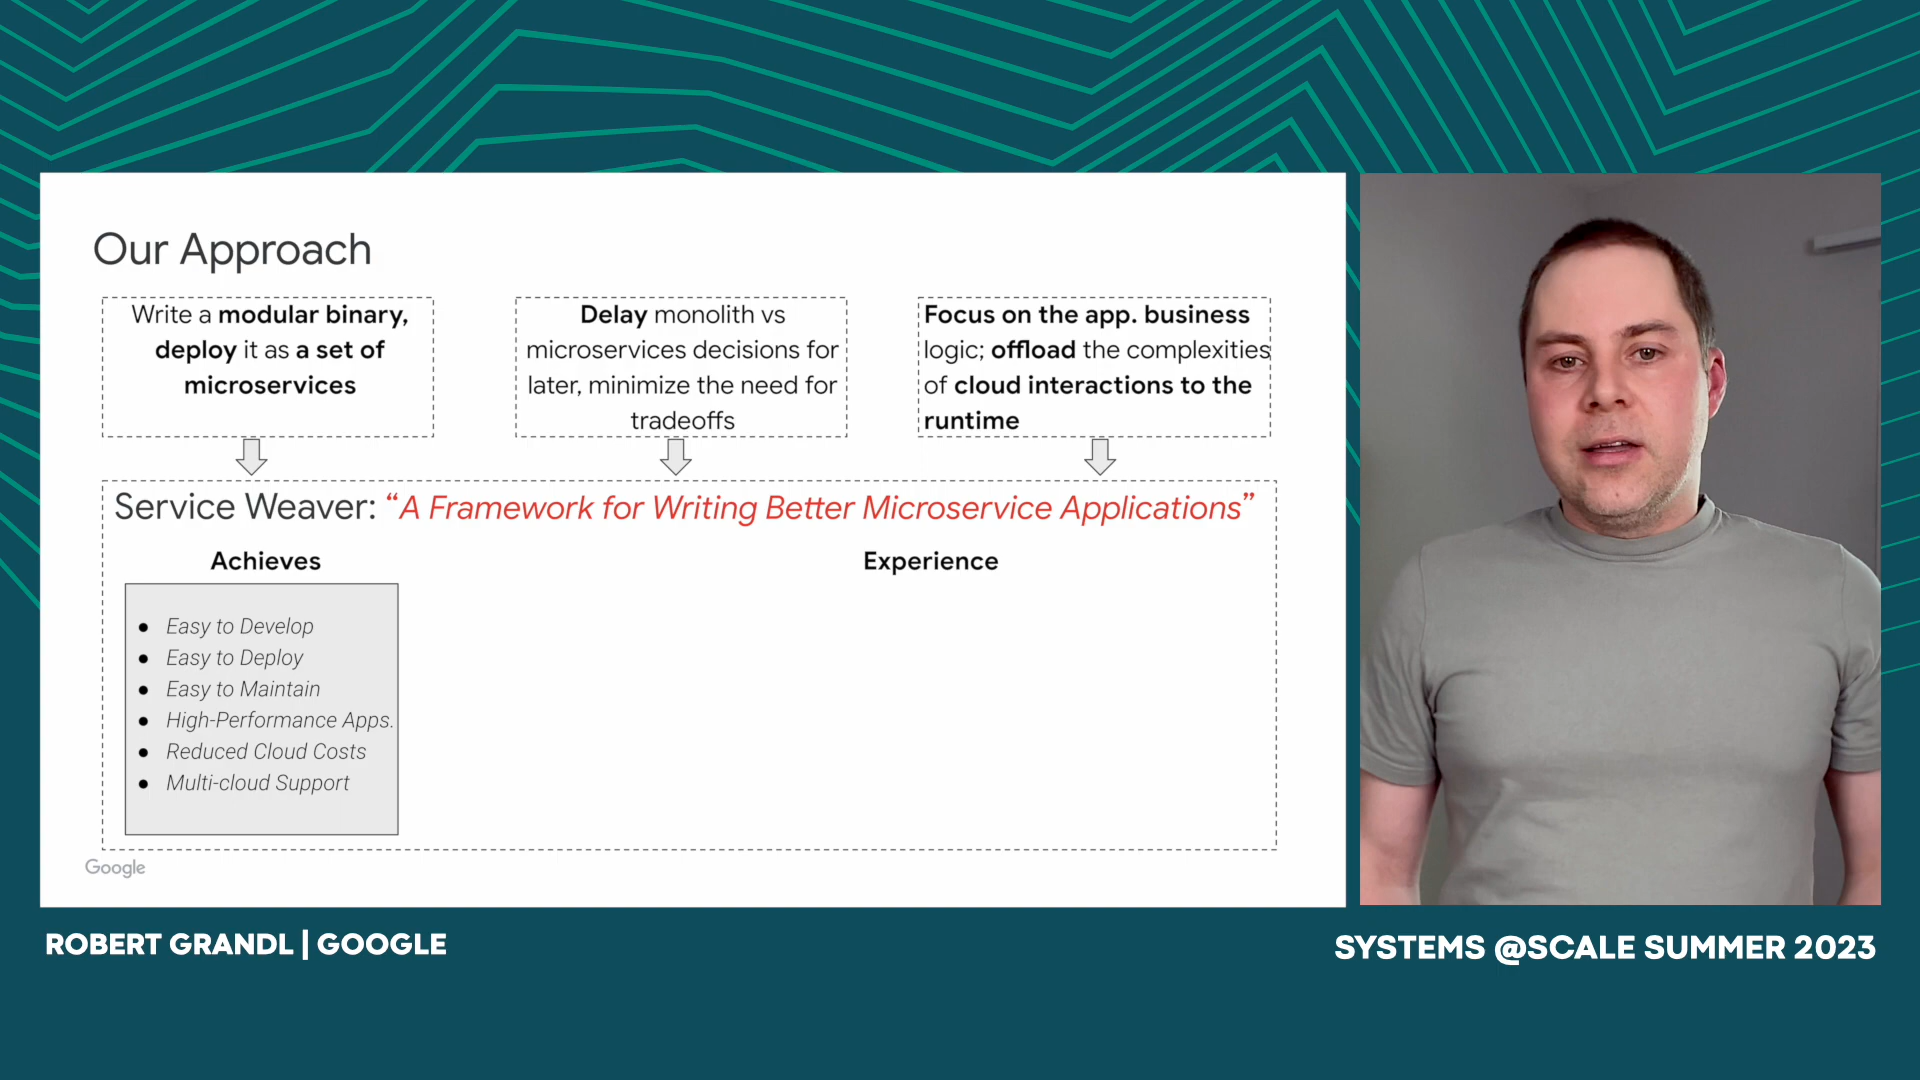 Our Approach
Write a modular binary,
deploy it as a set of
microservices
Delay monolith vs
microservices decisions for
later, minimize the need for
tradeoffs
Focus on the app. business
logic; offload the complexities
of cloud interactions to the
runtime
Service Weaver: “A Framework for Writing Better Microservice Applications”
Achieves
Experience
● Easy to Develop
● Easy to Deploy
● Easy to Maintain
● High-Performance Apps.
● Reduced Cloud Costs
● Multi-cloud Support
Google
ROBERT GRANDL | GOOGLE
SYSTEMS @SCALE SUMMER 2023